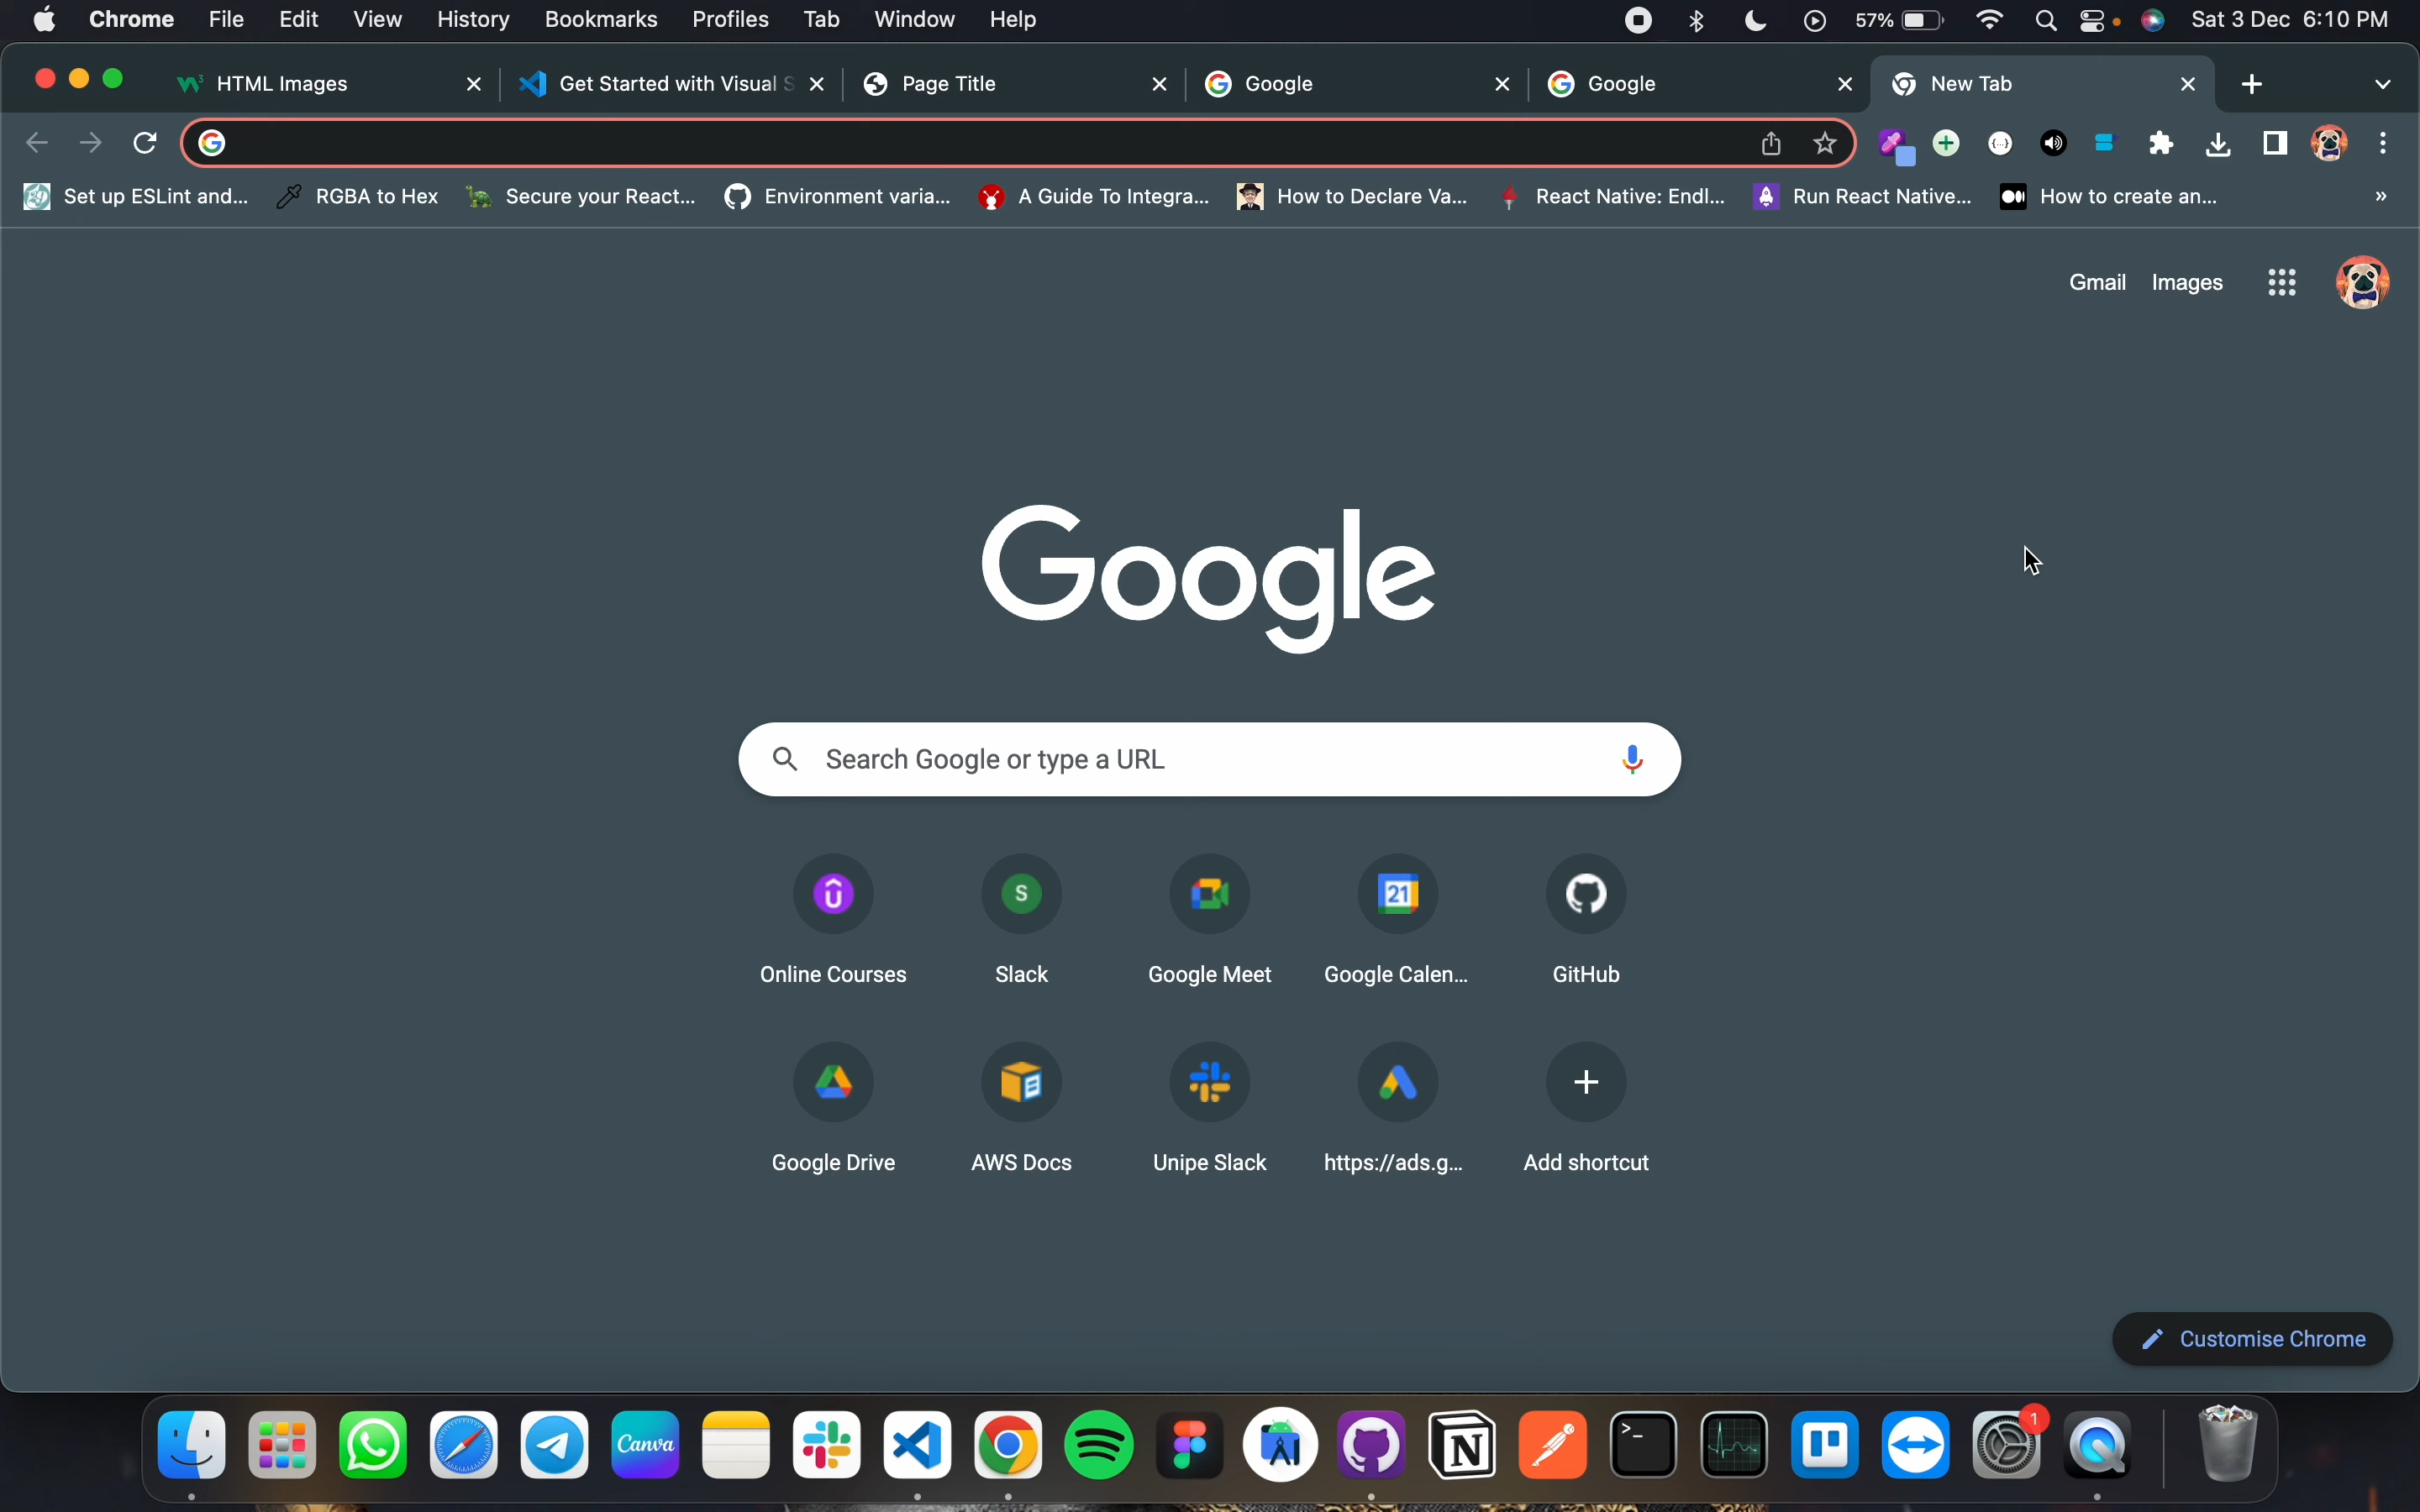 Chrome File Edit View History Bookmarks Profiles Tab Window Help 57% Sat 3 Dec 6:10 PM
HTML Images Get Started with Visual S Page Title Google Google New Tab
Set up ESLint and... RGBA to Hex Secure your React... Environment varia... A Guide To Integra... How to Declare Va... React Native: Endl... Run React Native... How to create an... »
Gmail Images
Google
Search Google or type a URL
S 21
Online Courses Slack Google Meet Google Calen... GitHub
Google Drive AWS Docs Unipe Slack https://ads.g... Add shortcut
Customise Chrome
Canva 1